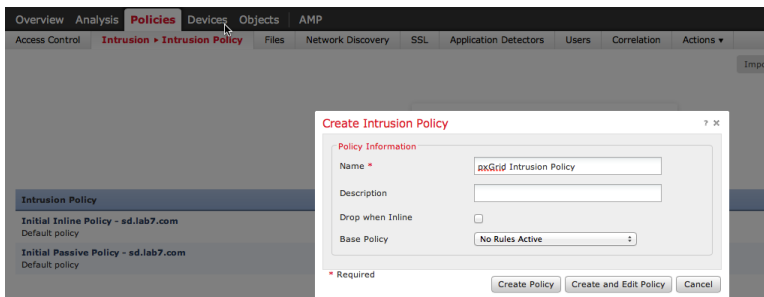 Overview Analysis Policies Devices Objects AMP
Access Control Intrusion ▸ Intrusion Policy Files Network Discovery SSL Application Detectors Users Correlation Actions ▾
Create Intrusion Policy ? ×
Policy Information
Name * pxGrid Intrusion Policy
Description
Drop when Inline
Base Policy No Rules Active
* Required
Create Policy Create and Edit Policy Cancel
Intrusion Policy
Initial Inline Policy - sd.lab7.com
Default policy
Initial Passive Policy - sd.lab7.com
Default policy